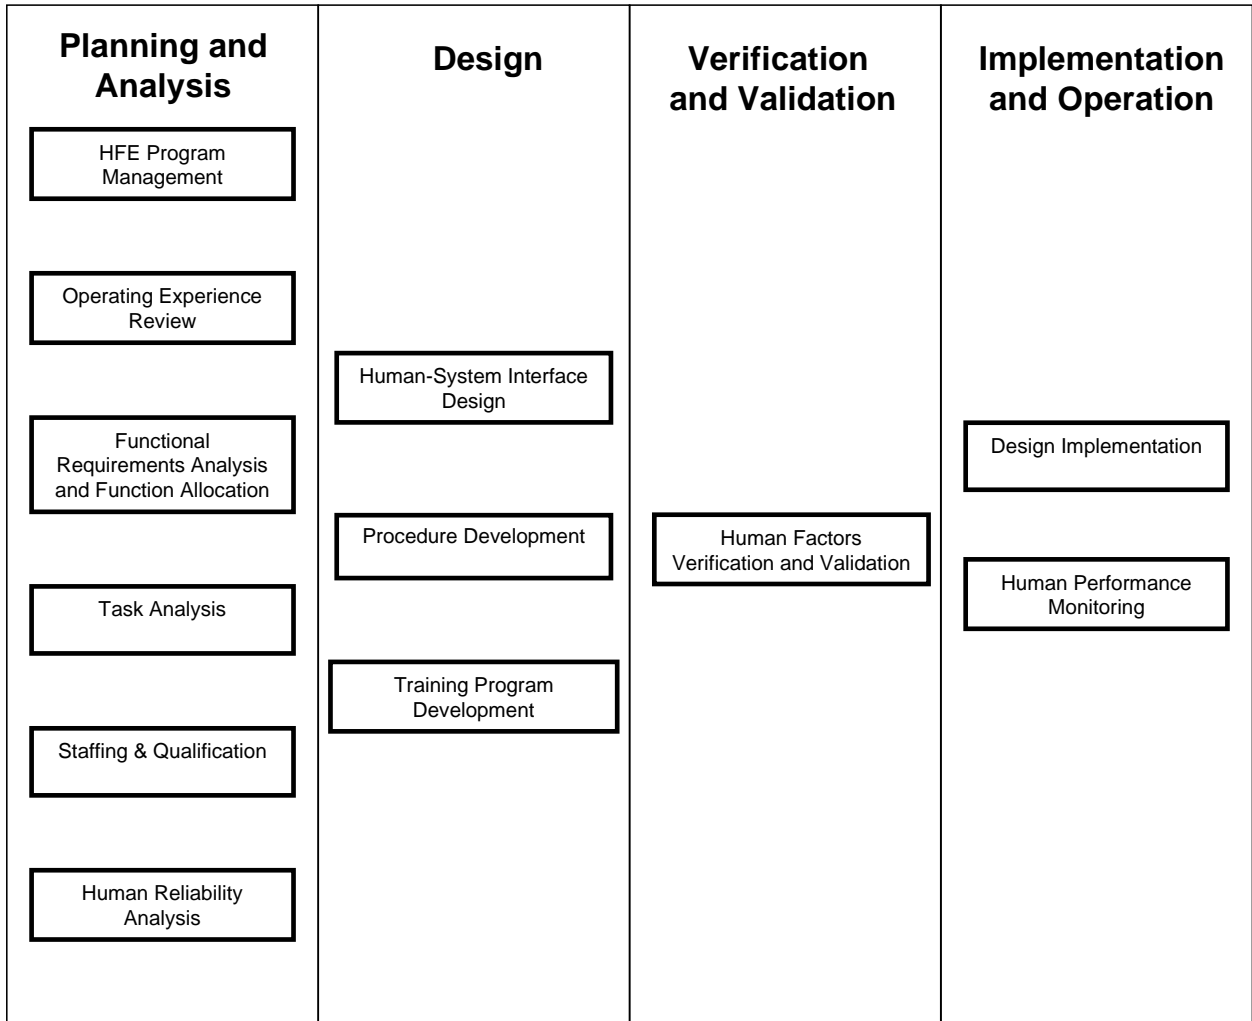 Planning and
Analysis
HFE Program
Management
Operating Experience
Review
Functional
Requirements Analysis
and Function Allocation
Task Analysis
Staffing & Qualification
Human Reliability
Analysis
Design
Human-System Interface
Design
Procedure Development
Training Program
Development
Verification
and Validation
Human Factors
Verification and Validation
Implementation
and Operation
Design Implementation
Human Performance
Monitoring